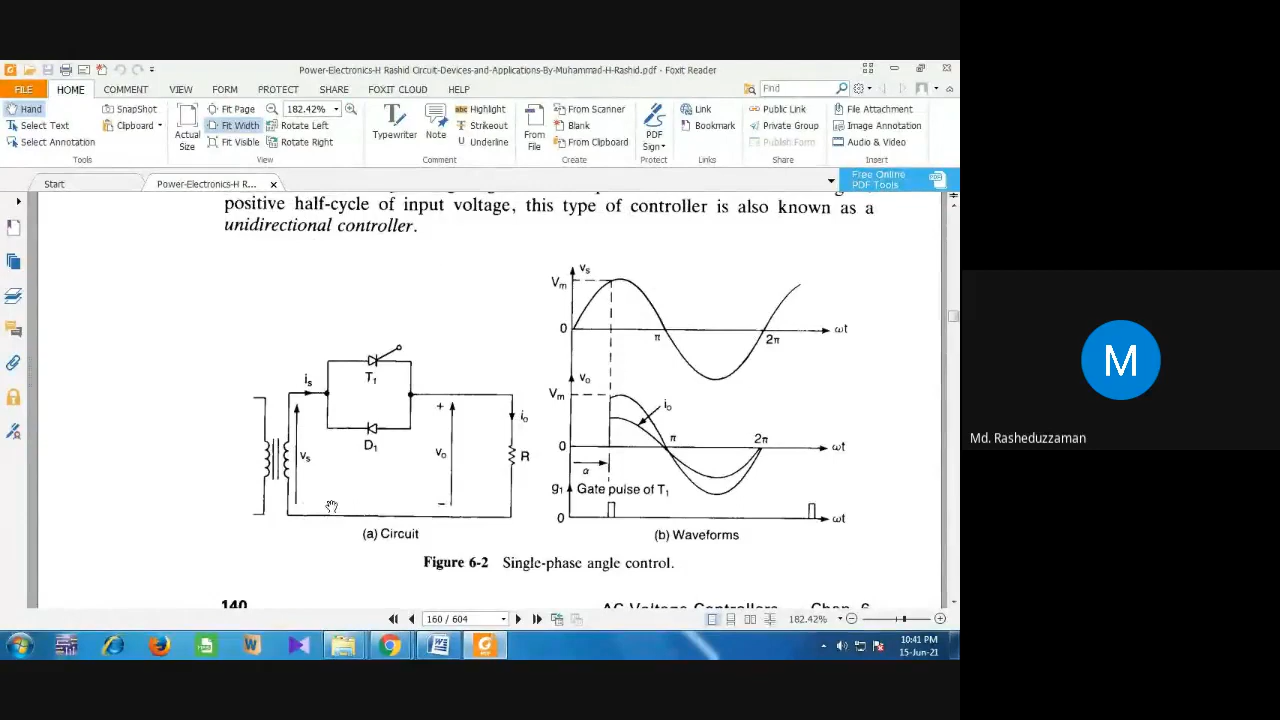 Power-Electronics-H Rashid Circuit-Devices-and-Applications-By-Muhammad-H-Rashid.pdf - Foxit Reader
FILE HOME COMMENT VIEW FORM PROTECT SHARE FOXIT CLOUD HELP Find
Hand SnapShot Fit Page 182.42% Highlight From Scanner Link Public Link File Attachment
Select Text Clipboard Fit Width Rotate Left Strikeout Blank Bookmark Private Group Image Annotation
Select Annotation Fit Visible Rotate Right Underline From Clipboard Publish Form Audio & Video
Actual Size Typewriter Note From File PDF Sign
Tools View Comment Create Protect Links Share Insert
Start Power-Electronics-H R... Free Online PDF Tools
positive half-cycle of input voltage, this type of controller is also known as a
unidirectional controller.
is T1 D1 vs + vo − io R
(a) Circuit
vs Vm 0 π 2π ωt
vo Vm io 0 π 2π ωt
α
g1 Gate pulse of T1
0 ωt
(b) Waveforms
Figure 6-2 Single-phase angle control.
140 AC Voltage Controllers Chap. 6
160 / 604 182.42%
10:41 PM
15-Jun-21
M
Md. Rasheduzzaman